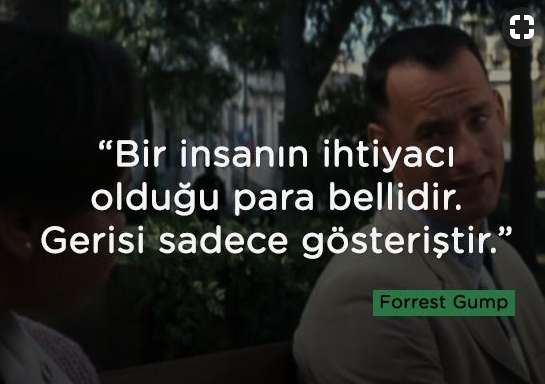 “Bir insanın ihtiyacı
olduğu para bellidir.
Gerisi sadece gösteriştir.”
Forrest Gump